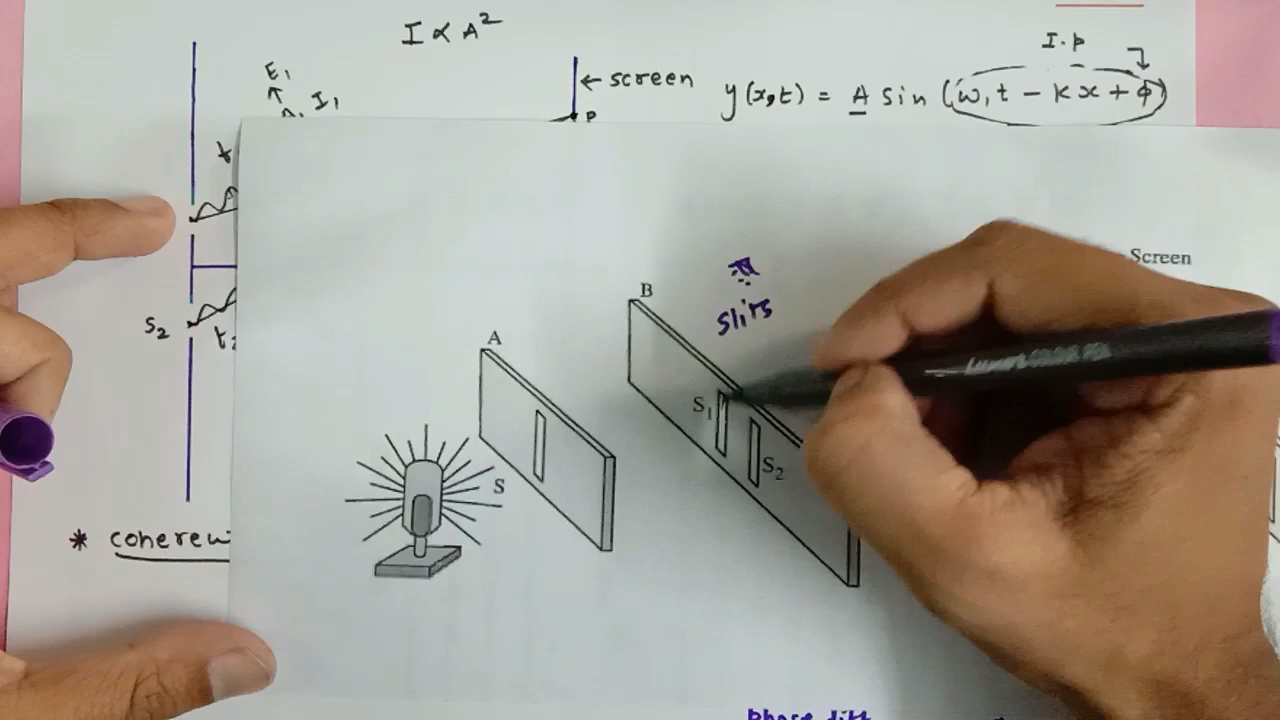 I ∝ A²
E₁
I₁
← screen
P
y(x,t) = A sin (ω₁t − kx + φ)
I.P
S₂
* coheren
A
S
B
slits
S₁
S₂
Screen
phase diff